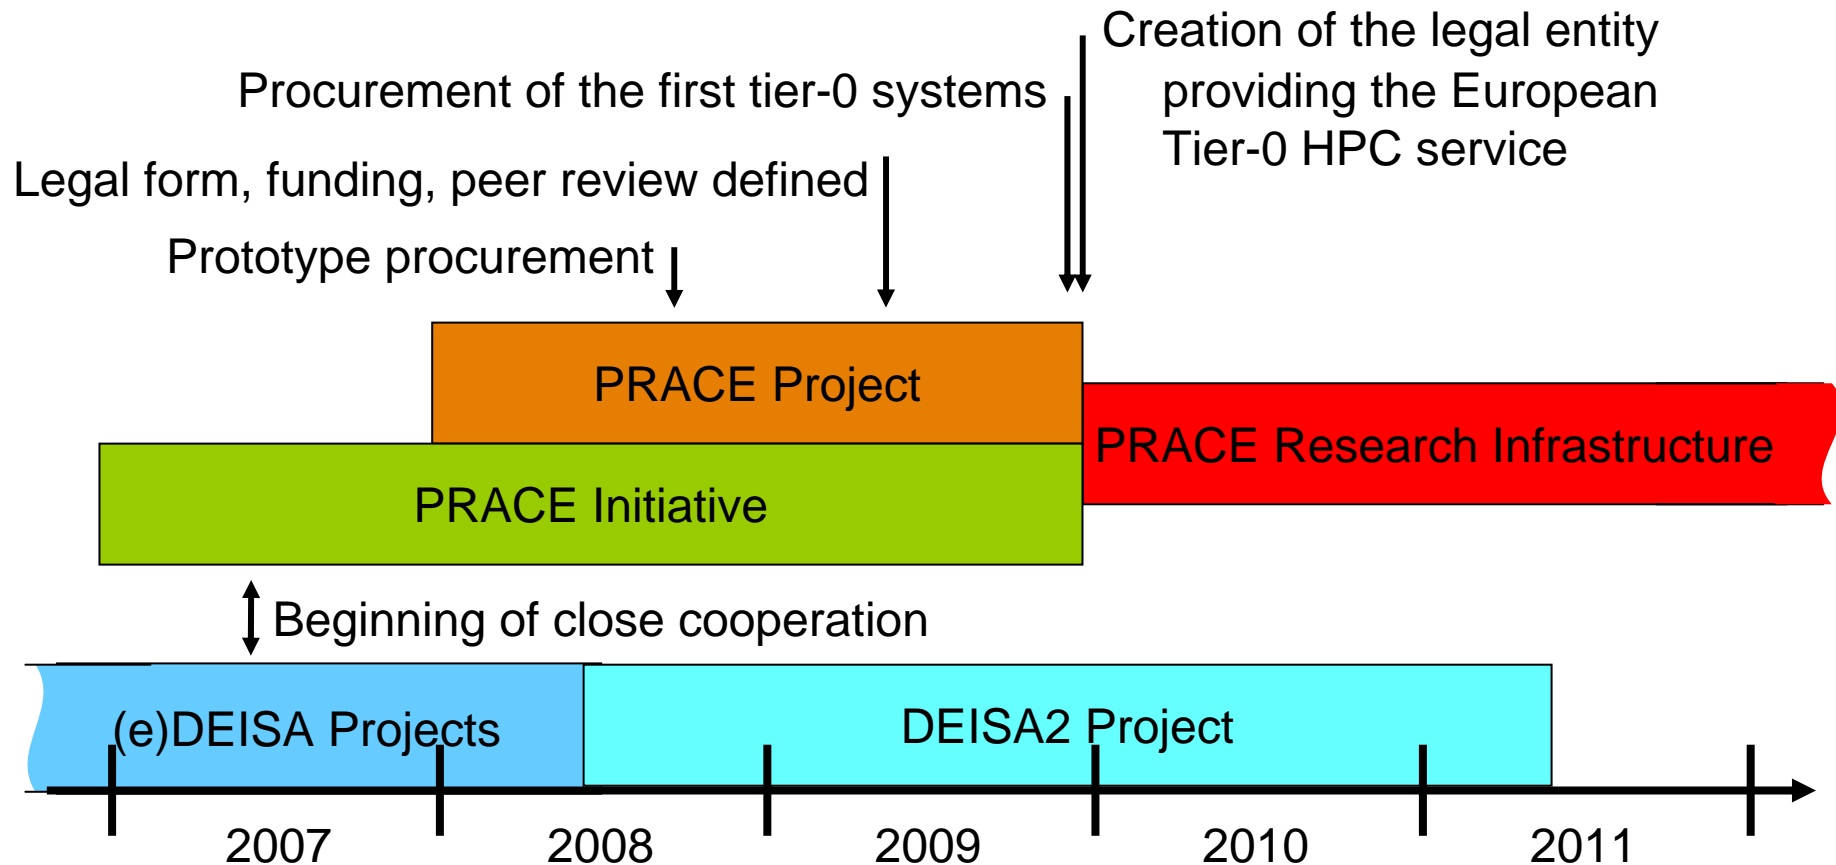 Creation of the legal entity
providing the European
Tier-0 HPC service
Procurement of the first tier-0 systems
Legal form, funding, peer review defined
Prototype procurement
PRACE Project
PRACE Research Infrastructure
PRACE Initiative
Beginning of close cooperation
(e)DEISA Projects
DEISA2 Project
2007 2008 2009 2010 2011